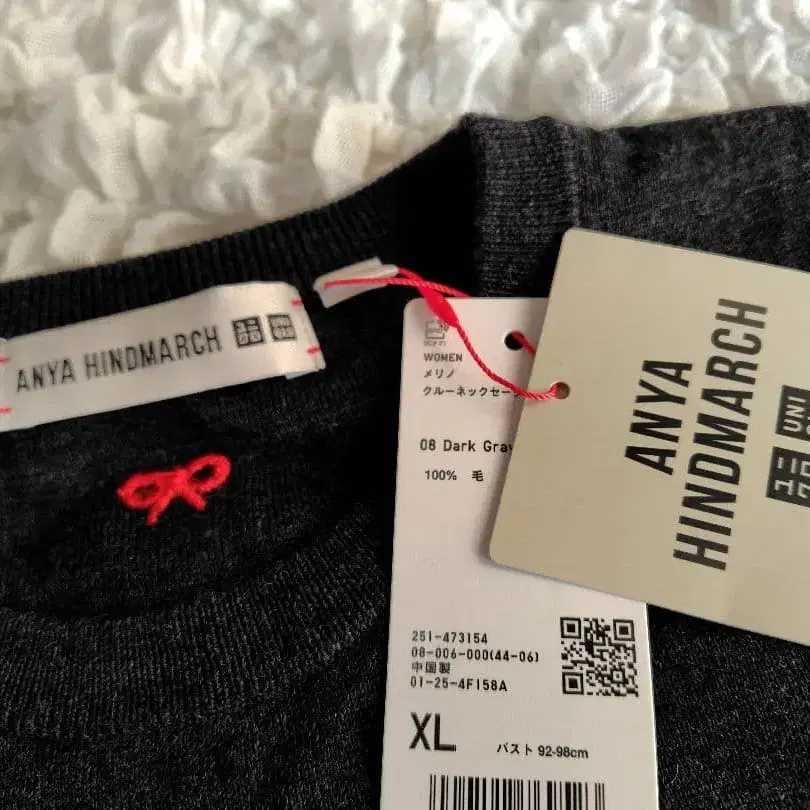 ANYA HINDMARCH
WOMEN
メリノ
クルーネックセー
08 Dark Gray
100% 毛
251-473154
08-006-000(44-06)
中国製
01-25-4F158A
XL バスト 92-98cm
ANYA
HINDMARCH
UNI